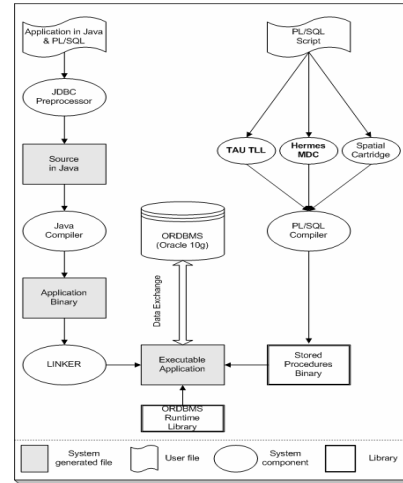 Application in Java
& PL/SQL
PL/SQL
Script
JDBC
Preprocessor
TAU TLL
Hermes
MDC
Spatial
Cartridge
Source
in Java
Java
Compiler
ORDBMS
(Oracle 10g)
PL/SQL
Compiler
Application
Binary
Data Exchange
LINKER
Executable
Application
Stored
Procedures
Binary
ORDBMS
Runtime
Library
System
generated file
User file
System
component
Library